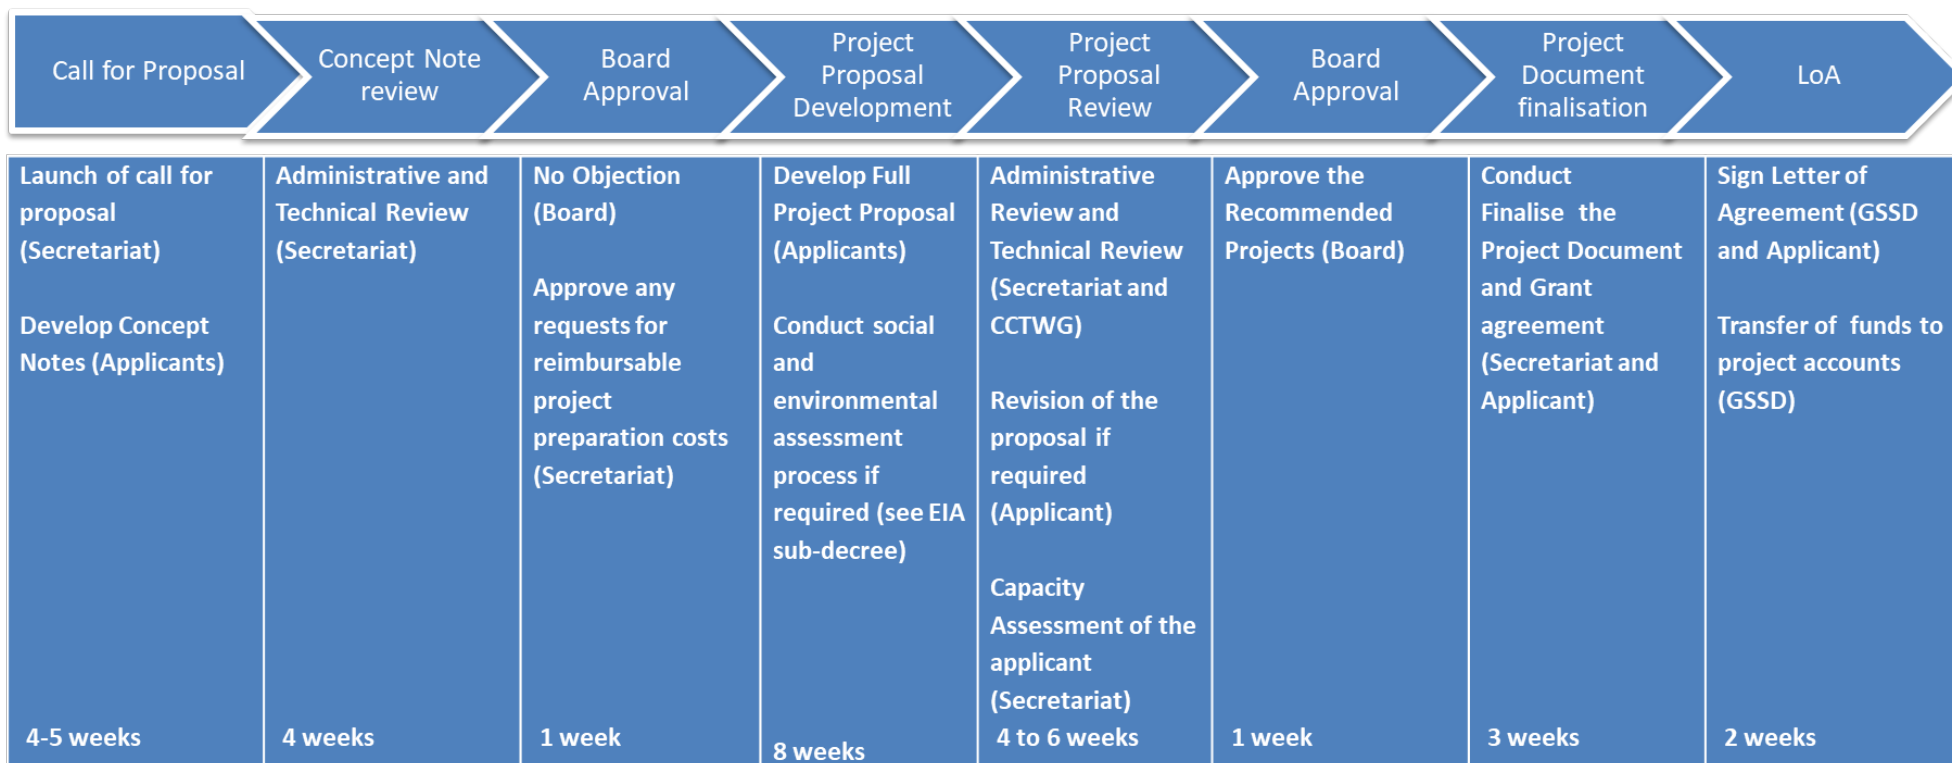 Call for Proposal
Concept Note
review
Board
Approval
Project
Proposal
Development
Project
Proposal
Review
Board
Approval
Project
Document
finalisation
LoA
Launch of call for
proposal
(Secretariat)
Develop Concept
Notes (Applicants)
4-5 weeks
Administrative and
Technical Review
(Secretariat)
4 weeks
No Objection
(Board)
Approve any
requests for
reimbursable
project
preparation costs
(Secretariat)
1 week
Develop Full
Project Proposal
(Applicants)
Conduct social
and
environmental
assessment
process if
required (see EIA
sub-decree)
8 weeks
Administrative
Review and
Technical Review
(Secretariat and
CCTWG)
Revision of the
proposal if
required
(Applicant)
Capacity
Assessment of the
applicant
(Secretariat)
4 to 6 weeks
Approve the
Recommended
Projects (Board)
1 week
Conduct
Finalise the
Project Document
and Grant
agreement
(Secretariat and
Applicant)
3 weeks
Sign Letter of
Agreement (GSSD
and Applicant)
Transfer of funds to
project accounts
(GSSD)
2 weeks